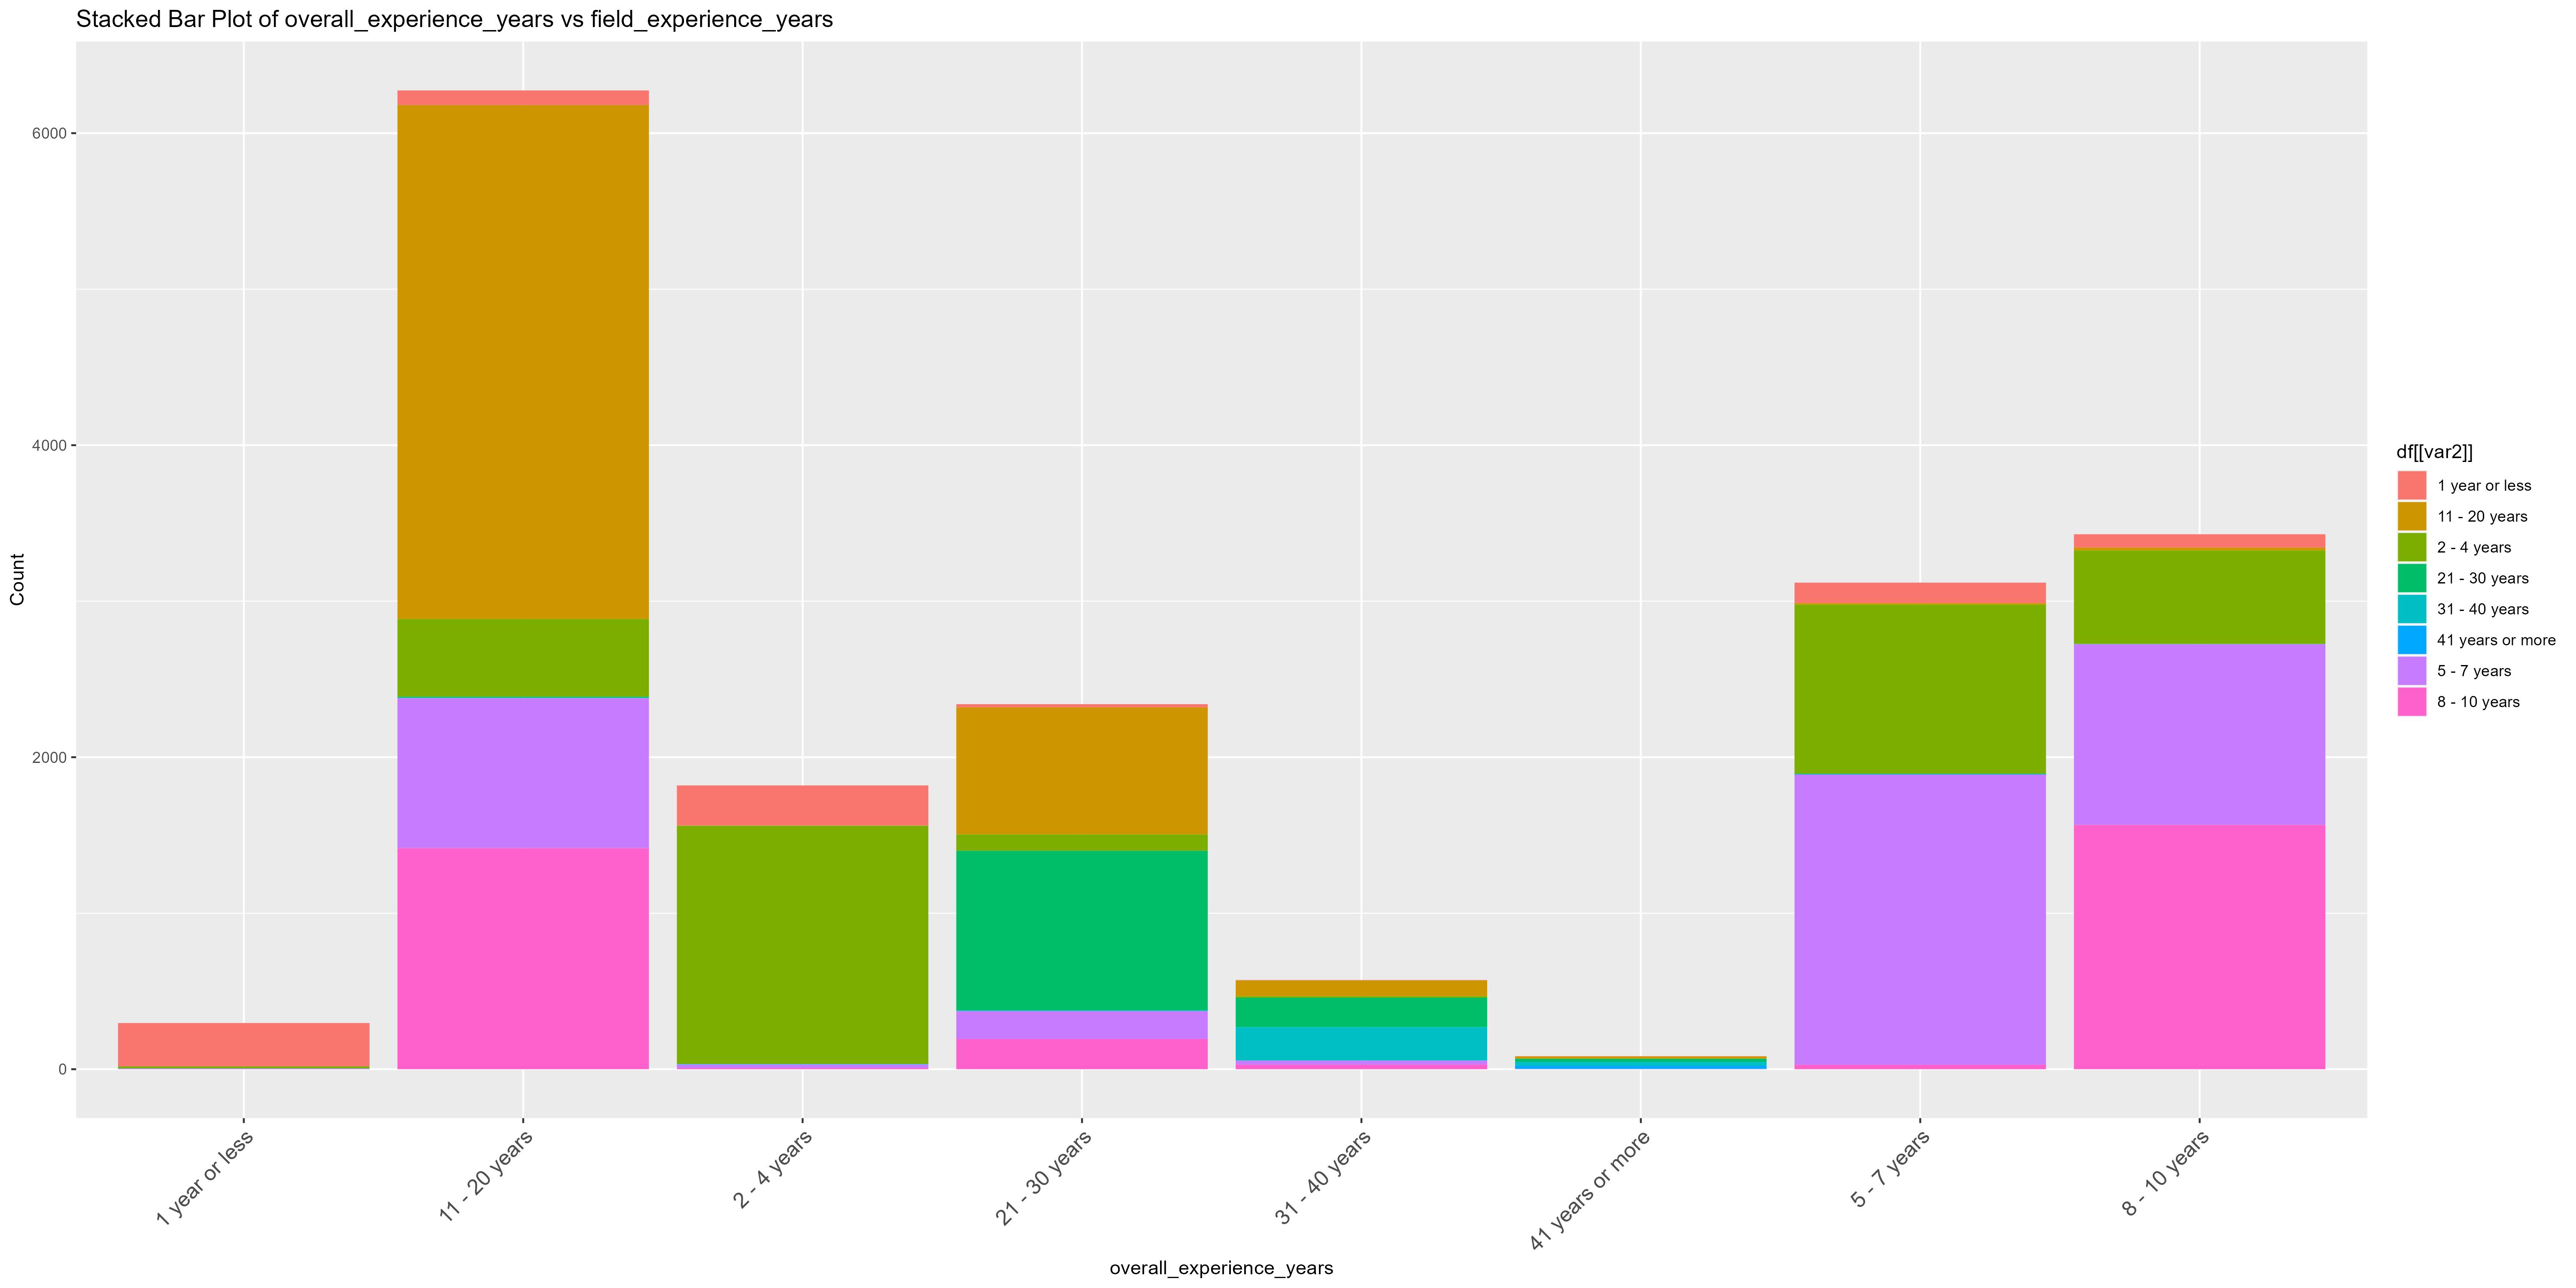 Stacked Bar Plot of overall_experience_years vs field_experience_years
Count
6000
4000
2000
0
1 year or less
11 - 20 years
2 - 4 years
21 - 30 years
31 - 40 years
41 years or more
5 - 7 years
8 - 10 years
overall_experience_years
df[[var2]]
1 year or less
11 - 20 years
2 - 4 years
21 - 30 years
31 - 40 years
41 years or more
5 - 7 years
8 - 10 years